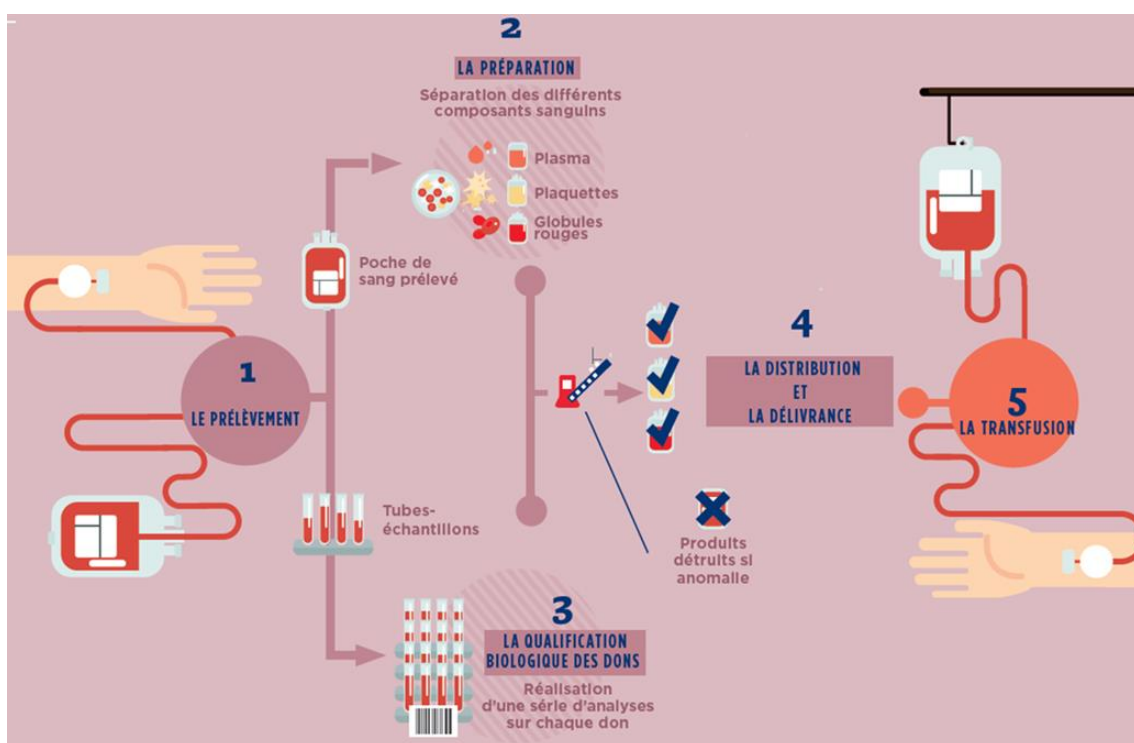 2
LA PRÉPARATION
Séparation des différents
composants sanguins
Plasma
Plaquettes
Globules
rouges
Poche de
sang prélevé
1
LE PRÉLÈVEMENT
Tubes-
échantillons
3
LA QUALIFICATION
BIOLOGIQUE DES DONS
Réalisation
d'une série d'analyses
sur chaque don
Produits
détruits si
anomalie
4
LA DISTRIBUTION
ET
LA DÉLIVRANCE
5
LA TRANSFUSION